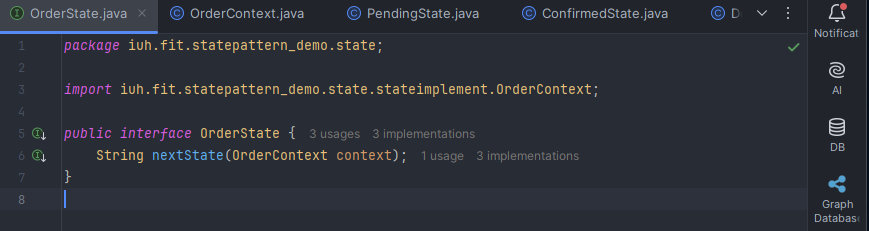 OrderState.java
OrderContext.java
PendingState.java
ConfirmedState.java
D
1 package iuh.fit.statepattern_demo.state;
2
3 import iuh.fit.statepattern_demo.state.stateimplement.OrderContext;
4
5 public interface OrderState { 3 usages 3 implementations
6 String nextState(OrderContext context); 1 usage 3 implementations
7 }
8
Notificat
AI
DB
Graph
Database